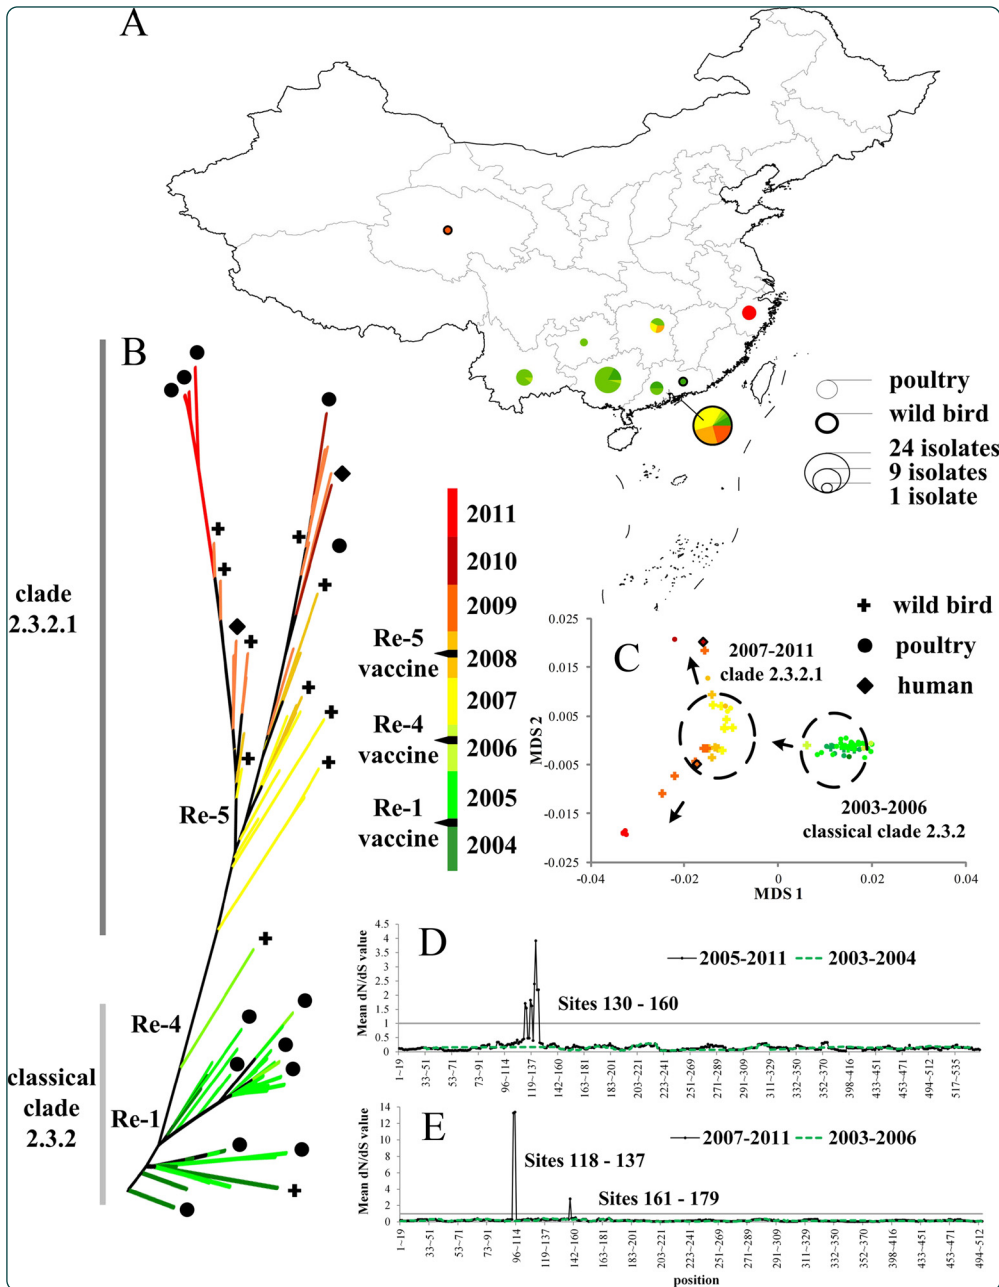 A
poultry
wild bird
24 isolates
9 isolates
1 isolate
B
clade
2.3.2.1
Re-5
Re-4
classical
clade
2.3.2
Re-1
2011
2010
2009
2008
2007
2006
2005
2004
Re-5
vaccine
Re-4
vaccine
Re-1
vaccine
wild bird
poultry
human
C
2007-2011
clade 2.3.2.1
2003-2006
classical clade 2.3.2
MDS 2
0.025
0.015
0.005
-0.005
-0.015
-0.025
-0.04
-0.02
0
0.02
0.04
MDS 1
D
Mean dN/dS value
4.5
4
3.5
3
2.5
2
1.5
1
0.5
0
2005-2011
2003-2004
Sites 130 - 160
1~19
33~51
53~71
73~91
96~114
119~137
142~160
163~181
183~201
203~221
223~241
251~269
271~289
291~309
311~329
332~350
352~370
398~416
433~451
453~471
494~512
517~535
E
Mean dN/dS value
14
12
10
8
6
4
2
0
2007-2011
2003-2006
Sites 118 - 137
Sites 161 - 179
1~19
33~51
53~71
73~91
96~114
119~137
142~160
163~181
183~201
203~221
223~241
251~269
271~289
291~309
311~329
332~350
352~370
398~416
433~451
453~471
494~512
position